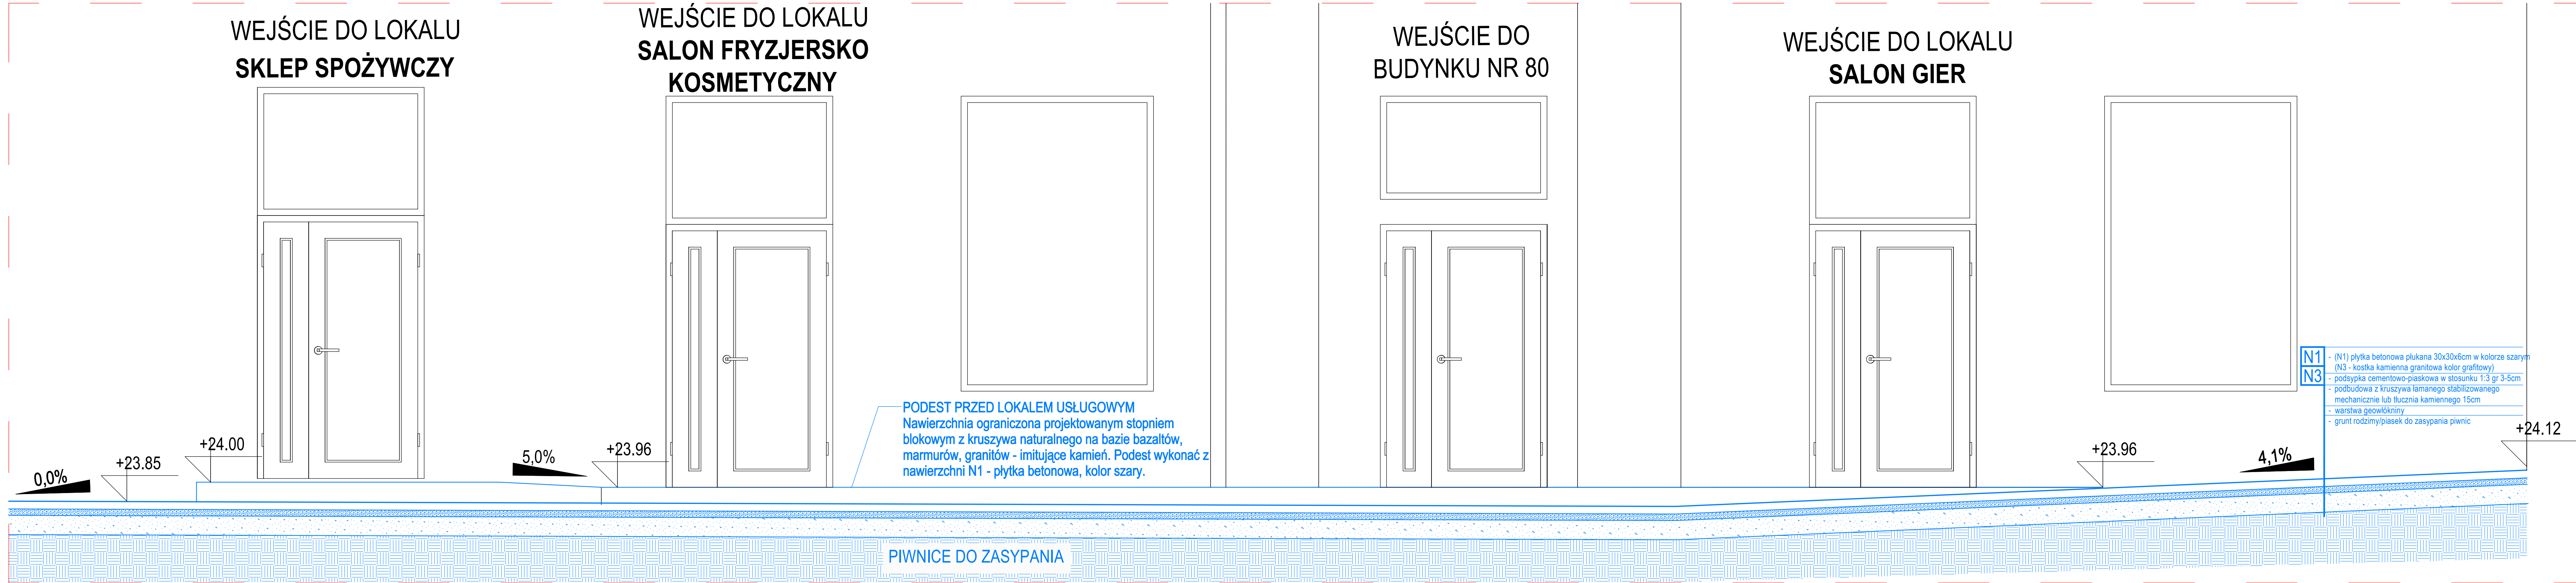 WEJŚCIE DO LOKALU
SKLEP SPOŻYWCZY
WEJŚCIE DO LOKALU
SALON FRYZJERSKO
KOSMETYCZNY
WEJŚCIE DO
BUDYNKU NR 80
WEJŚCIE DO LOKALU
SALON GIER
N1
N3
- (N1) płytka betonowa płukana 30x30x6cm w kolorze szarym
(N3 - kostka kamienna granitowa kolor grafitowy)
- podsypka cementowo-piaskowa w stosunku 1:3 gr 3-5cm
- podbudowa z kruszywa łamanego stabilizowanego
mechanicznie lub tłucznia kamiennego 15cm
- warstwa geowłókniny
- grunt rodzimy/piasek do zasypania piwnic
PODEST PRZED LOKALEM USŁUGOWYM
Nawierzchnia ograniczona projektowanym stopniem
blokowym z kruszywa naturalnego na bazie bazaltów,
marmurów, granitów - imitujące kamień. Podest wykonać z
nawierzchni N1 - płytka betonowa, kolor szary.
0,0%
+23.85
+24.00
5,0%
+23.96
+23.96
4,1%
+24.12
PIWNICE DO ZASYPANIA